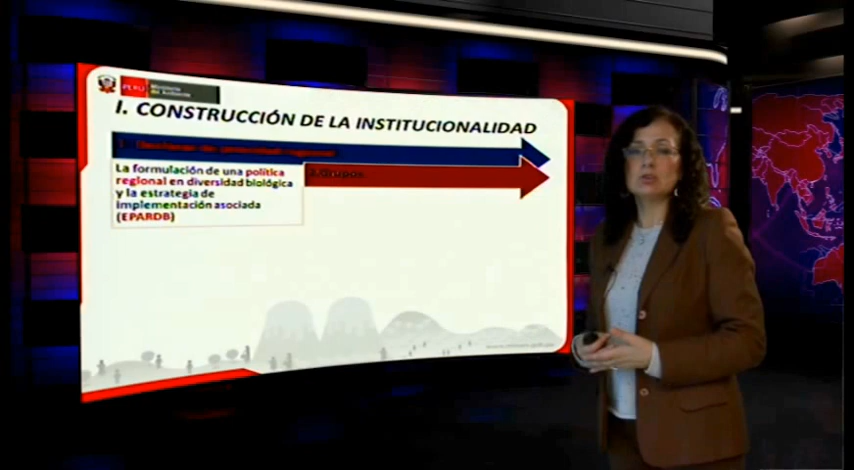 PERÚ
Ministerio
del Ambiente
I. CONSTRUCCIÓN DE LA INSTITUCIONALIDAD
2.Grupos
La formulación de una política
regional en diversidad biológica
y la estrategia de
implementación asociada
(EPARDB)